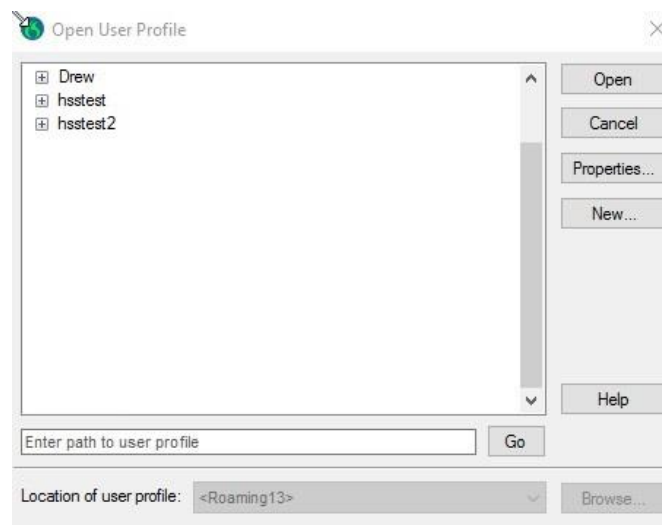 Open User Profile
Drew
hsstest
hsstest2
Open
Cancel
Properties...
New...
Help
Enter path to user profile
Go
Location of user profile:
<Roaming13>
Browse...